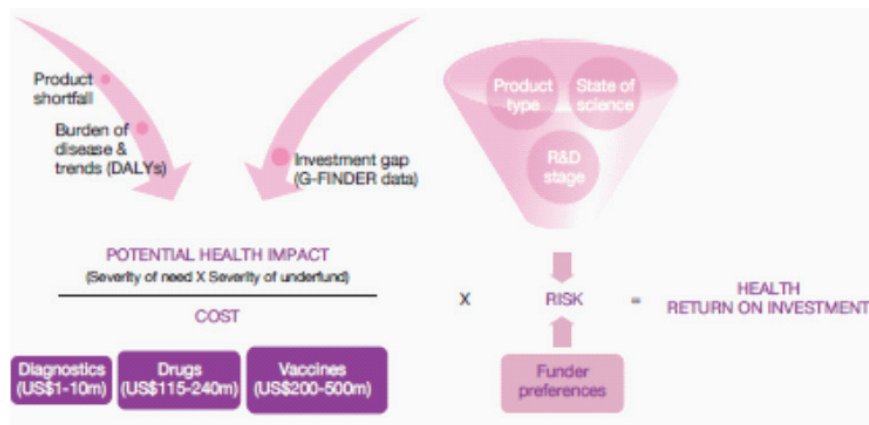 Product
shortfall
Burden of
disease &
trends (DALYs)
Investment gap
(G-FINDER data)
POTENTIAL HEALTH IMPACT
(Severity of need X Severity of underfund)
COST
Diagnostics
(US$1-10m)
Drugs
(US$115-240m)
Vaccines
(US$200-500m)
Product
type
State of
science
R&D
stage
X
RISK
=
HEALTH
RETURN ON INVESTMENT
Funder
preferences